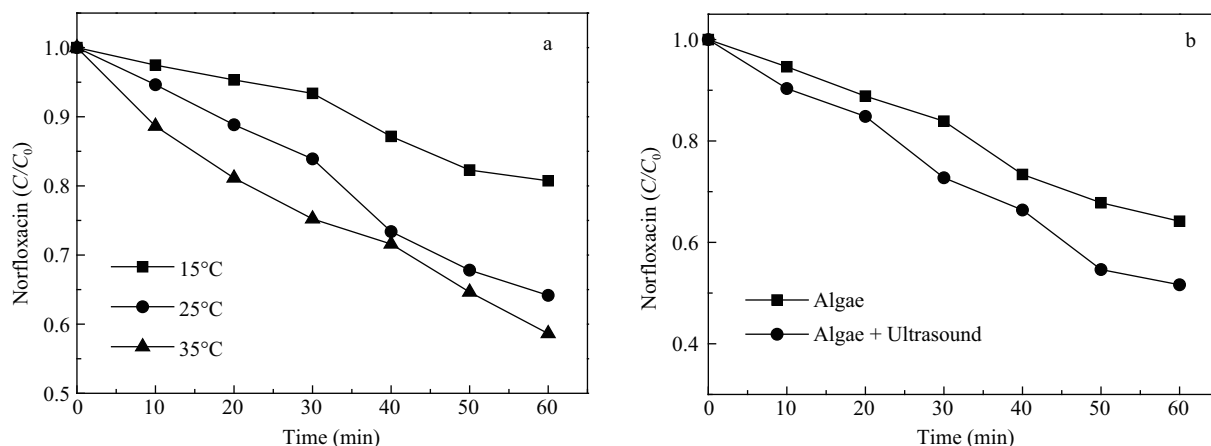 a
1.0
0.9
0.8
0.7
0.6
0.5
Norfloxacin (C/C₀)
15°C
25°C
35°C
0 10 20 30 40 50 60
Time (min)
b
1.0
0.8
0.6
0.4
Norfloxacin (C/C₀)
Algae
Algae + Ultrasound
0 10 20 30 40 50 60
Time (min)